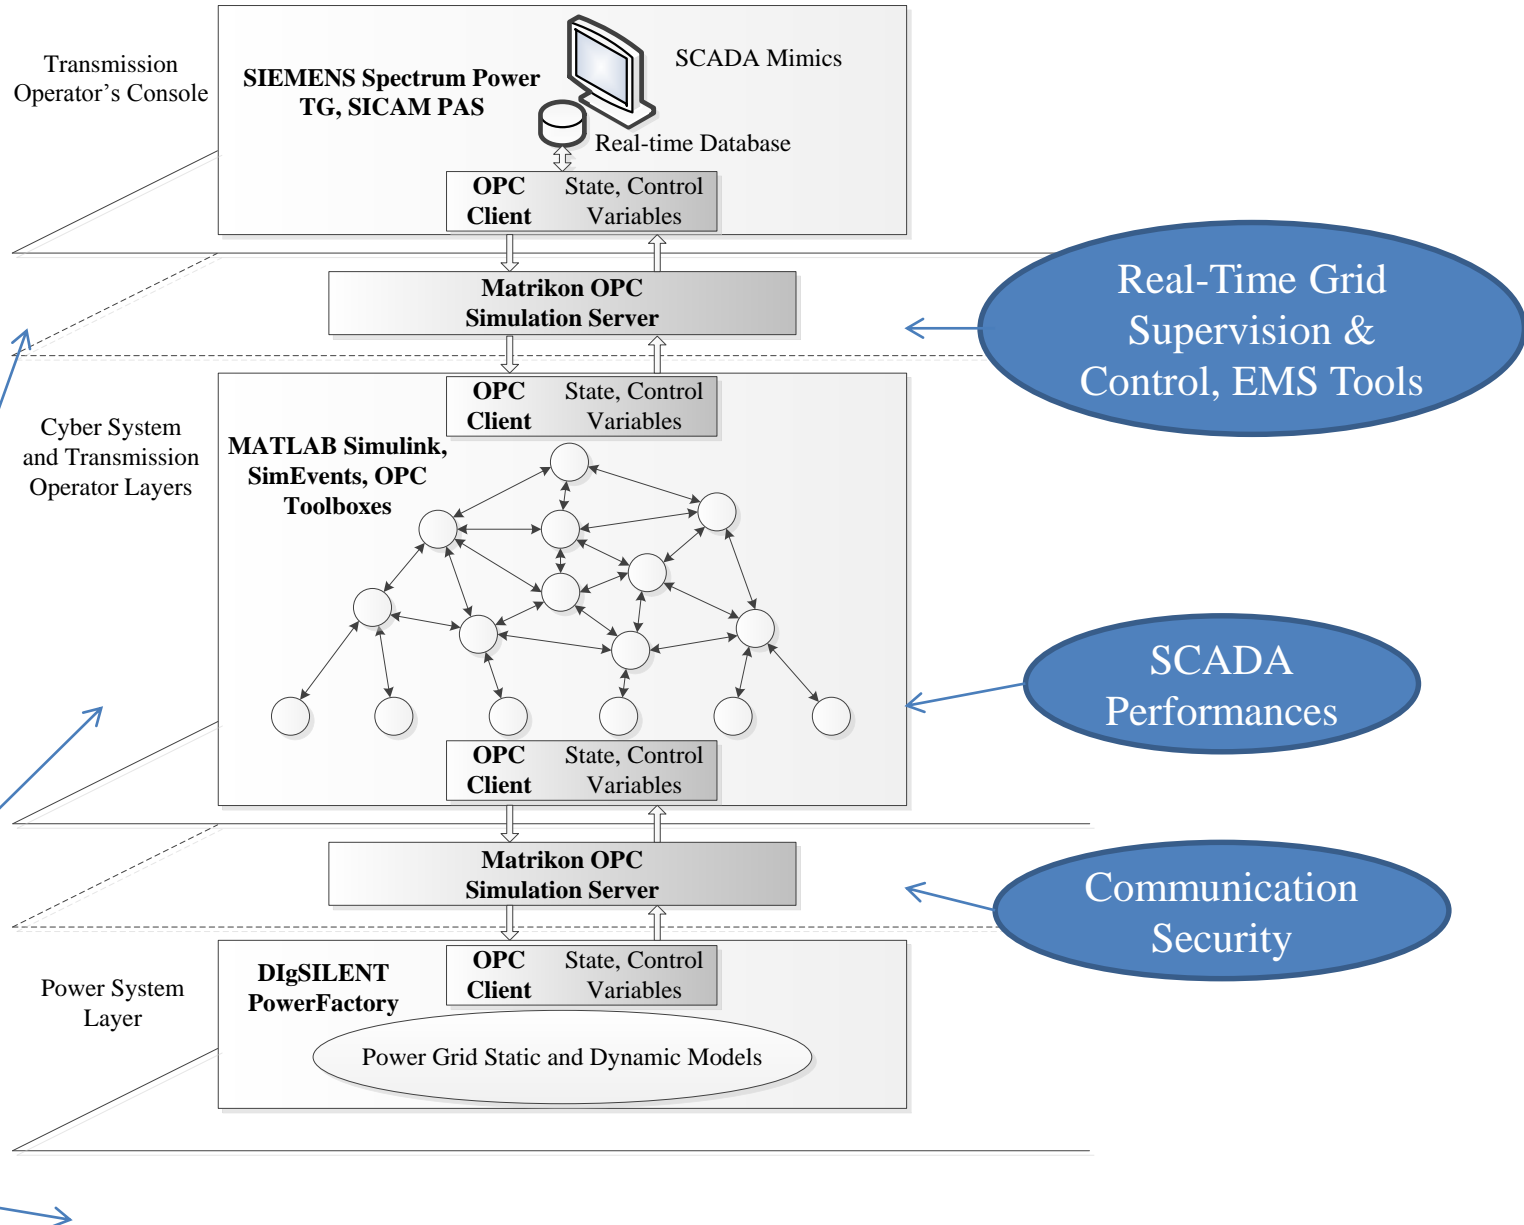 Transmission
Operator's Console
SIEMENS Spectrum Power
TG, SICAM PAS
SCADA Mimics
Real-time Database
OPC
Client
State, Control
Variables
Matrikon OPC
Simulation Server
Real-Time Grid
Supervision &
Control, EMS Tools
OPC
Client
State, Control
Variables
Cyber System
and Transmission
Operator Layers
MATLAB Simulink,
SimEvents, OPC
Toolboxes
SCADA
Performances
OPC
Client
State, Control
Variables
Matrikon OPC
Simulation Server
Communication
Security
Power System
Layer
DIgSILENT
PowerFactory
OPC
Client
State, Control
Variables
Power Grid Static and Dynamic Models